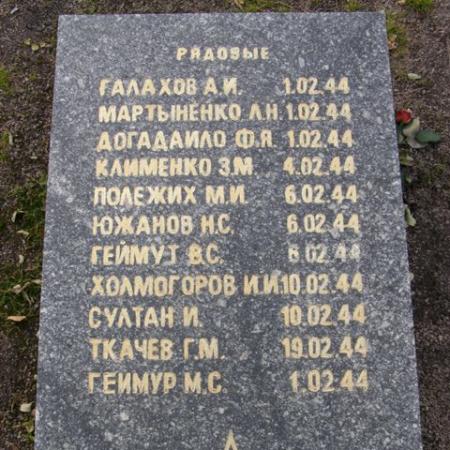 РЯДОВЫЕ
ГАЛАХОВ А.И. 1.02.44
МАРТЫНЕНКО Л.Н. 1.02.44
ДОГАДАИЛО Ф.Я. 1.02.44
КЛИМЕНКО З.М. 4.02.44
ПОЛЕЖИХ М.И. 6.02.44
ЮЖАНОВ Н.С. 6.02.44
ГЕЙМУТ В.С. 8.02.44
ХОЛМОГОРОВ И.И. 10.02.44
СУЛТАН И. 10.02.44
ТКАЧЕВ Г.М. 19.02.44
ГЕИМУР М.С. 1.02.44